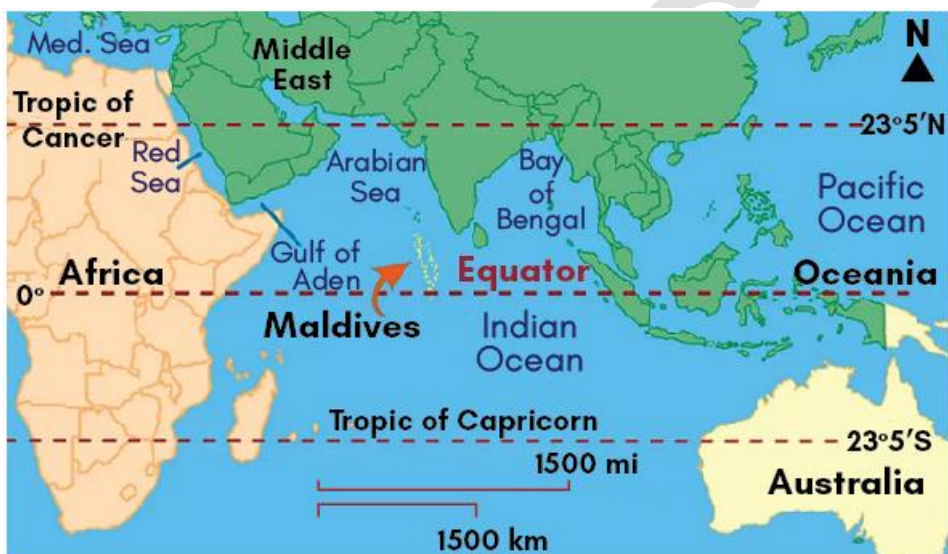 Med. Sea
Middle
East
N
Tropic of
Cancer
23°5'N
Red
Sea
Arabian
Sea
Bay
of
Bengal
Pacific
Ocean
Gulf of
Aden
Africa
Equator
Oceania
0°
Maldives
Indian
Ocean
Tropic of Capricorn
23°5'S
1500 mi
Australia
1500 km